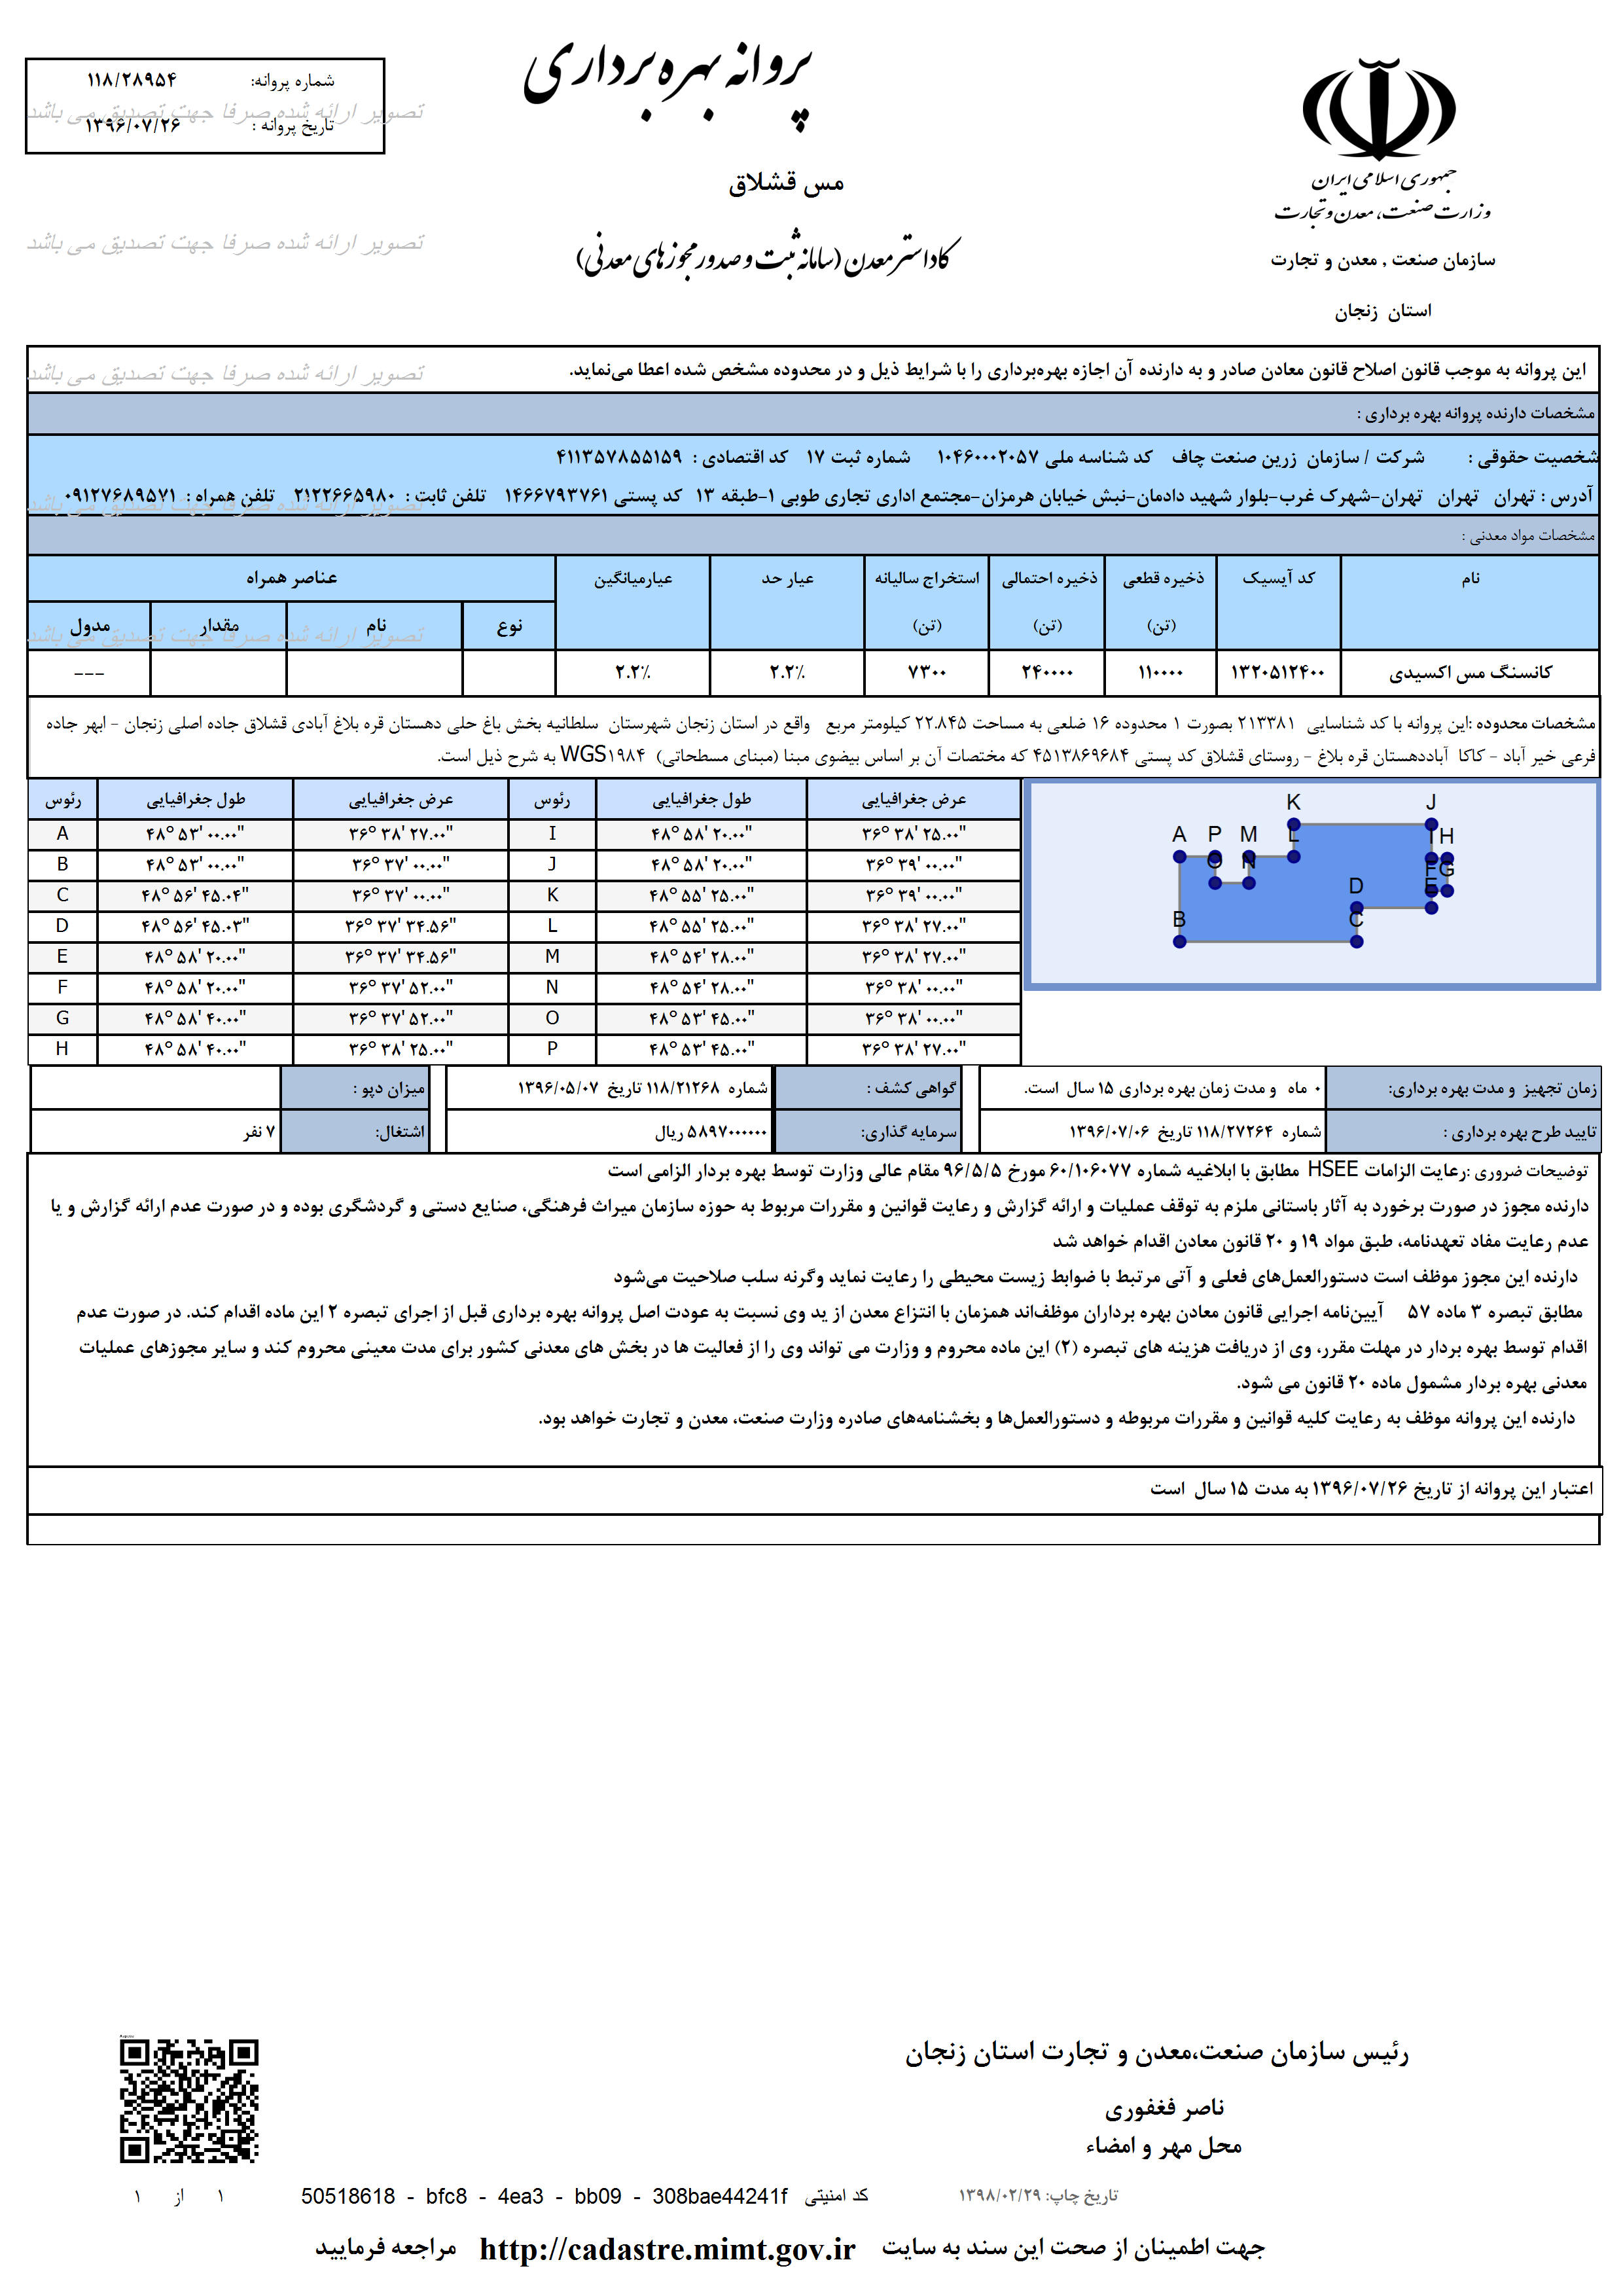 پروانه بهره برداری
شماره پروانه: ۱۱۸/۲۸۹۵۴
تاریخ پروانه : ۱۳۹۶/۰۷/۲۶
تصویر ارائه شده صرفا جهت تصدیق می باشد
جمهوری اسلامی ایران
وزارت صنعت، معدن و تجارت
سازمان صنعت , معدن و تجارت
استان زنجان
مس قشلاق
کاداستر معدن (سامانه ثبت و صدور مجوزهای معدنی)
تصویر ارائه شده صرفا جهت تصدیق می باشد
تصویر ارائه شده صرفا جهت تصدیق می باشد
این پروانه به موجب قانون اصلاح قانون معادن صادر و به دارنده آن اجازه بهره‌برداری را با شرایط ذیل و در محدوده مشخص شده اعطا می‌نماید.
مشخصات دارنده پروانه بهره برداری :
شخصیت حقوقی : شرکت / سازمان زرین صنعت چاف کد شناسه ملی ۱۰۴۶۰۰۰۲۰۵۷ شماره ثبت ۱۷ کد اقتصادی : ۴۱۱۳۵۷۸۵۵۱۵۹
آدرس : تهران تهران تهران-شهرک غرب-بلوار شهید دادمان-نبش خیابان هرمزان-مجتمع اداری تجاری طوبی ۱-طبقه ۱۳ کد پستی ۱۴۶۶۷۹۳۷۶۱ تلفن ثابت : ۲۱۲۲۶۶۵۹۸۰ تلفن همراه : ۰۹۱۲۷۶۸۹۵۷۱
تصویر ارائه شده صرفا جهت تصدیق می باشد
مشخصات مواد معدنی :
نام کد آیسیک ذخیره قطعی (تن) ذخیره احتمالی (تن) استخراج سالیانه (تن) عیار حد عیارمیانگین عناصر همراه
نوع نام مقدار مدول
تصویر ارائه شده صرفا جهت تصدیق می باشد
کانسنگ مس اکسیدی ۱۳۲۰۵۱۲۴۰۰ ۱۱۰۰۰۰ ۲۴۰۰۰۰ ۷۳۰۰ ۲.۲٪ ۲.۲٪ ---
مشخصات محدوده :این پروانه با کد شناسایی ۲۱۳۳۸۱ بصورت ۱ محدوده ۱۶ ضلعی به مساحت ۲۲.۸۴۵ کیلومتر مربع واقع در استان زنجان شهرستان سلطانیه بخش باغ حلی دهستان قره بلاغ آبادی قشلاق جاده اصلی زنجان - ابهر جاده
فرعی خیر آباد - کاکا آباددهستان قره بلاغ - روستای قشلاق کد پستی ۴۵۱۳۸۶۹۶۸۴ که مختصات آن بر اساس بیضوی مبنا (مبنای مسطحاتی) WGS۱۹۸۴ به شرح ذیل است.
رئوس طول جغرافیایی عرض جغرافیایی رئوس طول جغرافیایی عرض جغرافیایی
A ۴۸° ۵۳' ۰۰.۰۰" ۳۶° ۳۸' ۲۷.۰۰" I ۴۸° ۵۸' ۲۰.۰۰" ۳۶° ۳۸' ۲۵.۰۰"
B ۴۸° ۵۳' ۰۰.۰۰" ۳۶° ۳۷' ۰۰.۰۰" J ۴۸° ۵۸' ۲۰.۰۰" ۳۶° ۳۹' ۰۰.۰۰"
C ۴۸° ۵۶' ۴۵.۰۴" ۳۶° ۳۷' ۰۰.۰۰" K ۴۸° ۵۵' ۲۵.۰۰" ۳۶° ۳۹' ۰۰.۰۰"
D ۴۸° ۵۶' ۴۵.۰۳" ۳۶° ۳۷' ۳۴.۵۶" L ۴۸° ۵۵' ۲۵.۰۰" ۳۶° ۳۸' ۲۷.۰۰"
E ۴۸° ۵۸' ۲۰.۰۰" ۳۶° ۳۷' ۳۴.۵۶" M ۴۸° ۵۴' ۲۸.۰۰" ۳۶° ۳۸' ۲۷.۰۰"
F ۴۸° ۵۸' ۲۰.۰۰" ۳۶° ۳۷' ۵۲.۰۰" N ۴۸° ۵۴' ۲۸.۰۰" ۳۶° ۳۸' ۰۰.۰۰"
G ۴۸° ۵۸' ۴۰.۰۰" ۳۶° ۳۷' ۵۲.۰۰" O ۴۸° ۵۳' ۴۵.۰۰" ۳۶° ۳۸' ۰۰.۰۰"
H ۴۸° ۵۸' ۴۰.۰۰" ۳۶° ۳۸' ۲۵.۰۰" P ۴۸° ۵۳' ۴۵.۰۰" ۳۶° ۳۸' ۲۷.۰۰"
K J
A P M L I H
O N F G
D E
B C
زمان تجهیز و مدت بهره برداری: ۰ ماه و مدت زمان بهره برداری ۱۵ سال است. گواهی کشف : شماره ۱۱۸/۲۱۲۶۸ تاریخ ۱۳۹۶/۰۵/۰۷ میزان دپو :
تایید طرح بهره برداری : شماره ۱۱۸/۲۷۲۶۴ تاریخ ۱۳۹۶/۰۷/۰۶ سرمایه گذاری: ۵۸۹۷۰۰۰۰۰۰ ریال اشتغال: ۷ نفر
توضیحات ضروری :رعایت الزامات HSEE مطابق با ابلاغیه شماره ۶۰/۱۰۶۰۷۷ مورخ ۹۶/۵/۵ مقام عالی وزارت توسط بهره بردار الزامی است
دارنده مجوز در صورت برخورد به آثار باستانی ملزم به توقف عملیات و ارائه گزارش و رعایت قوانین و مقررات مربوط به حوزه سازمان میراث فرهنگی، صنایع دستی و گردشگری بوده و در صورت عدم ارائه گزارش و یا
عدم رعایت مفاد تعهدنامه، طبق مواد ۱۹ و ۲۰ قانون معادن اقدام خواهد شد
دارنده این مجوز موظف است دستورالعمل‌های فعلی و آتی مرتبط با ضوابط زیست محیطی را رعایت نماید وگرنه سلب صلاحیت می‌شود
مطابق تبصره ۳ ماده ۵۷ آیین‌نامه اجرایی قانون معادن بهره برداران موظف‌اند همزمان با انتزاع معدن از ید وی نسبت به عودت اصل پروانه بهره برداری قبل از اجرای تبصره ۲ این ماده اقدام کند. در صورت عدم
اقدام توسط بهره بردار در مهلت مقرر، وی از دریافت هزینه های تبصره (۲) این ماده محروم و وزارت می تواند وی را از فعالیت ها در بخش های معدنی کشور برای مدت معینی محروم کند و سایر مجوزهای عملیات
معدنی بهره بردار مشمول ماده ۲۰ قانون می شود.
دارنده این پروانه موظف به رعایت کلیه قوانین و مقررات مربوطه و دستورالعمل‌ها و بخشنامه‌های صادره وزارت صنعت، معدن و تجارت خواهد بود.
اعتبار این پروانه از تاریخ ۱۳۹۶/۰۷/۲۶ به مدت ۱۵ سال است
رئیس سازمان صنعت،معدن و تجارت استان زنجان
ناصر فغفوری
محل مهر و امضاء
تاریخ چاپ: ۱۳۹۸/۰۲/۲۹
کد امنیتی 50518618 - bfc8 - 4ea3 - bb09 - 308bae44241f
۱ از ۱
جهت اطمینان از صحت این سند به سایت http://cadastre.mimt.gov.ir مراجعه فرمایید